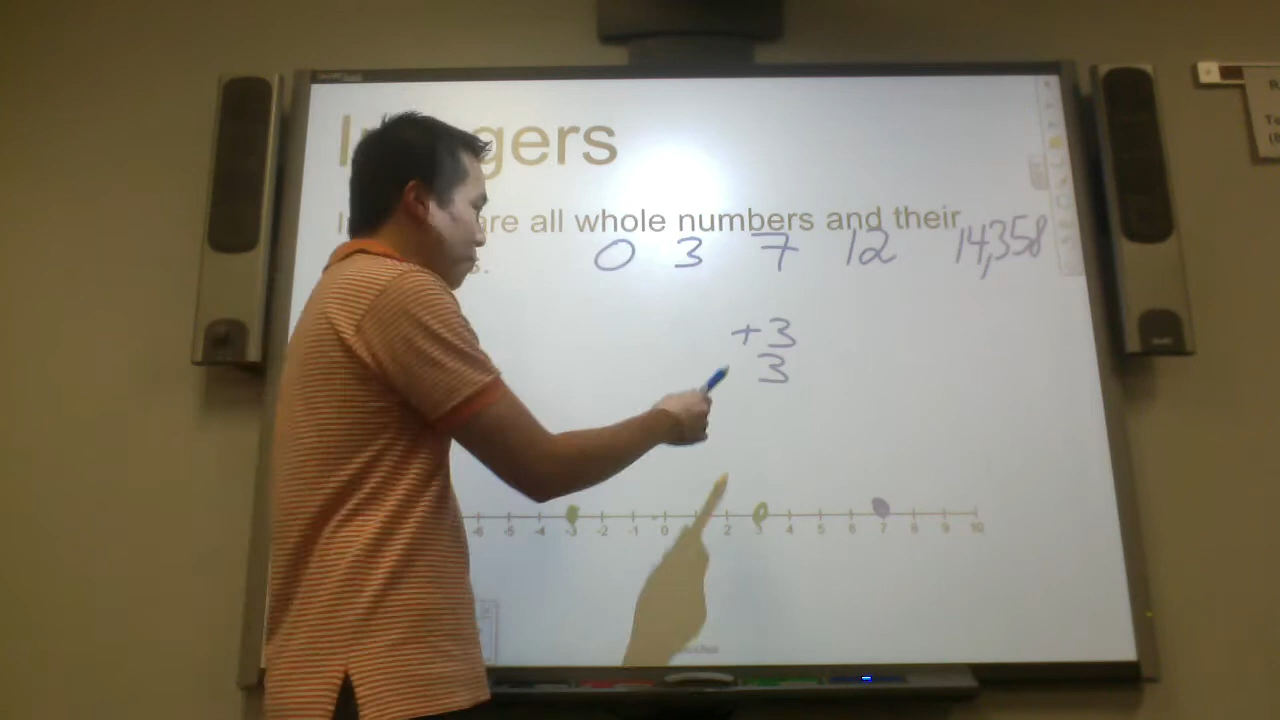 Integers
are all whole numbers and their
0 3 7 12 14,358
+3
3
-6 -5 -4 -3 -2 -1 0 2 3 4 5 6 7 8 9 10